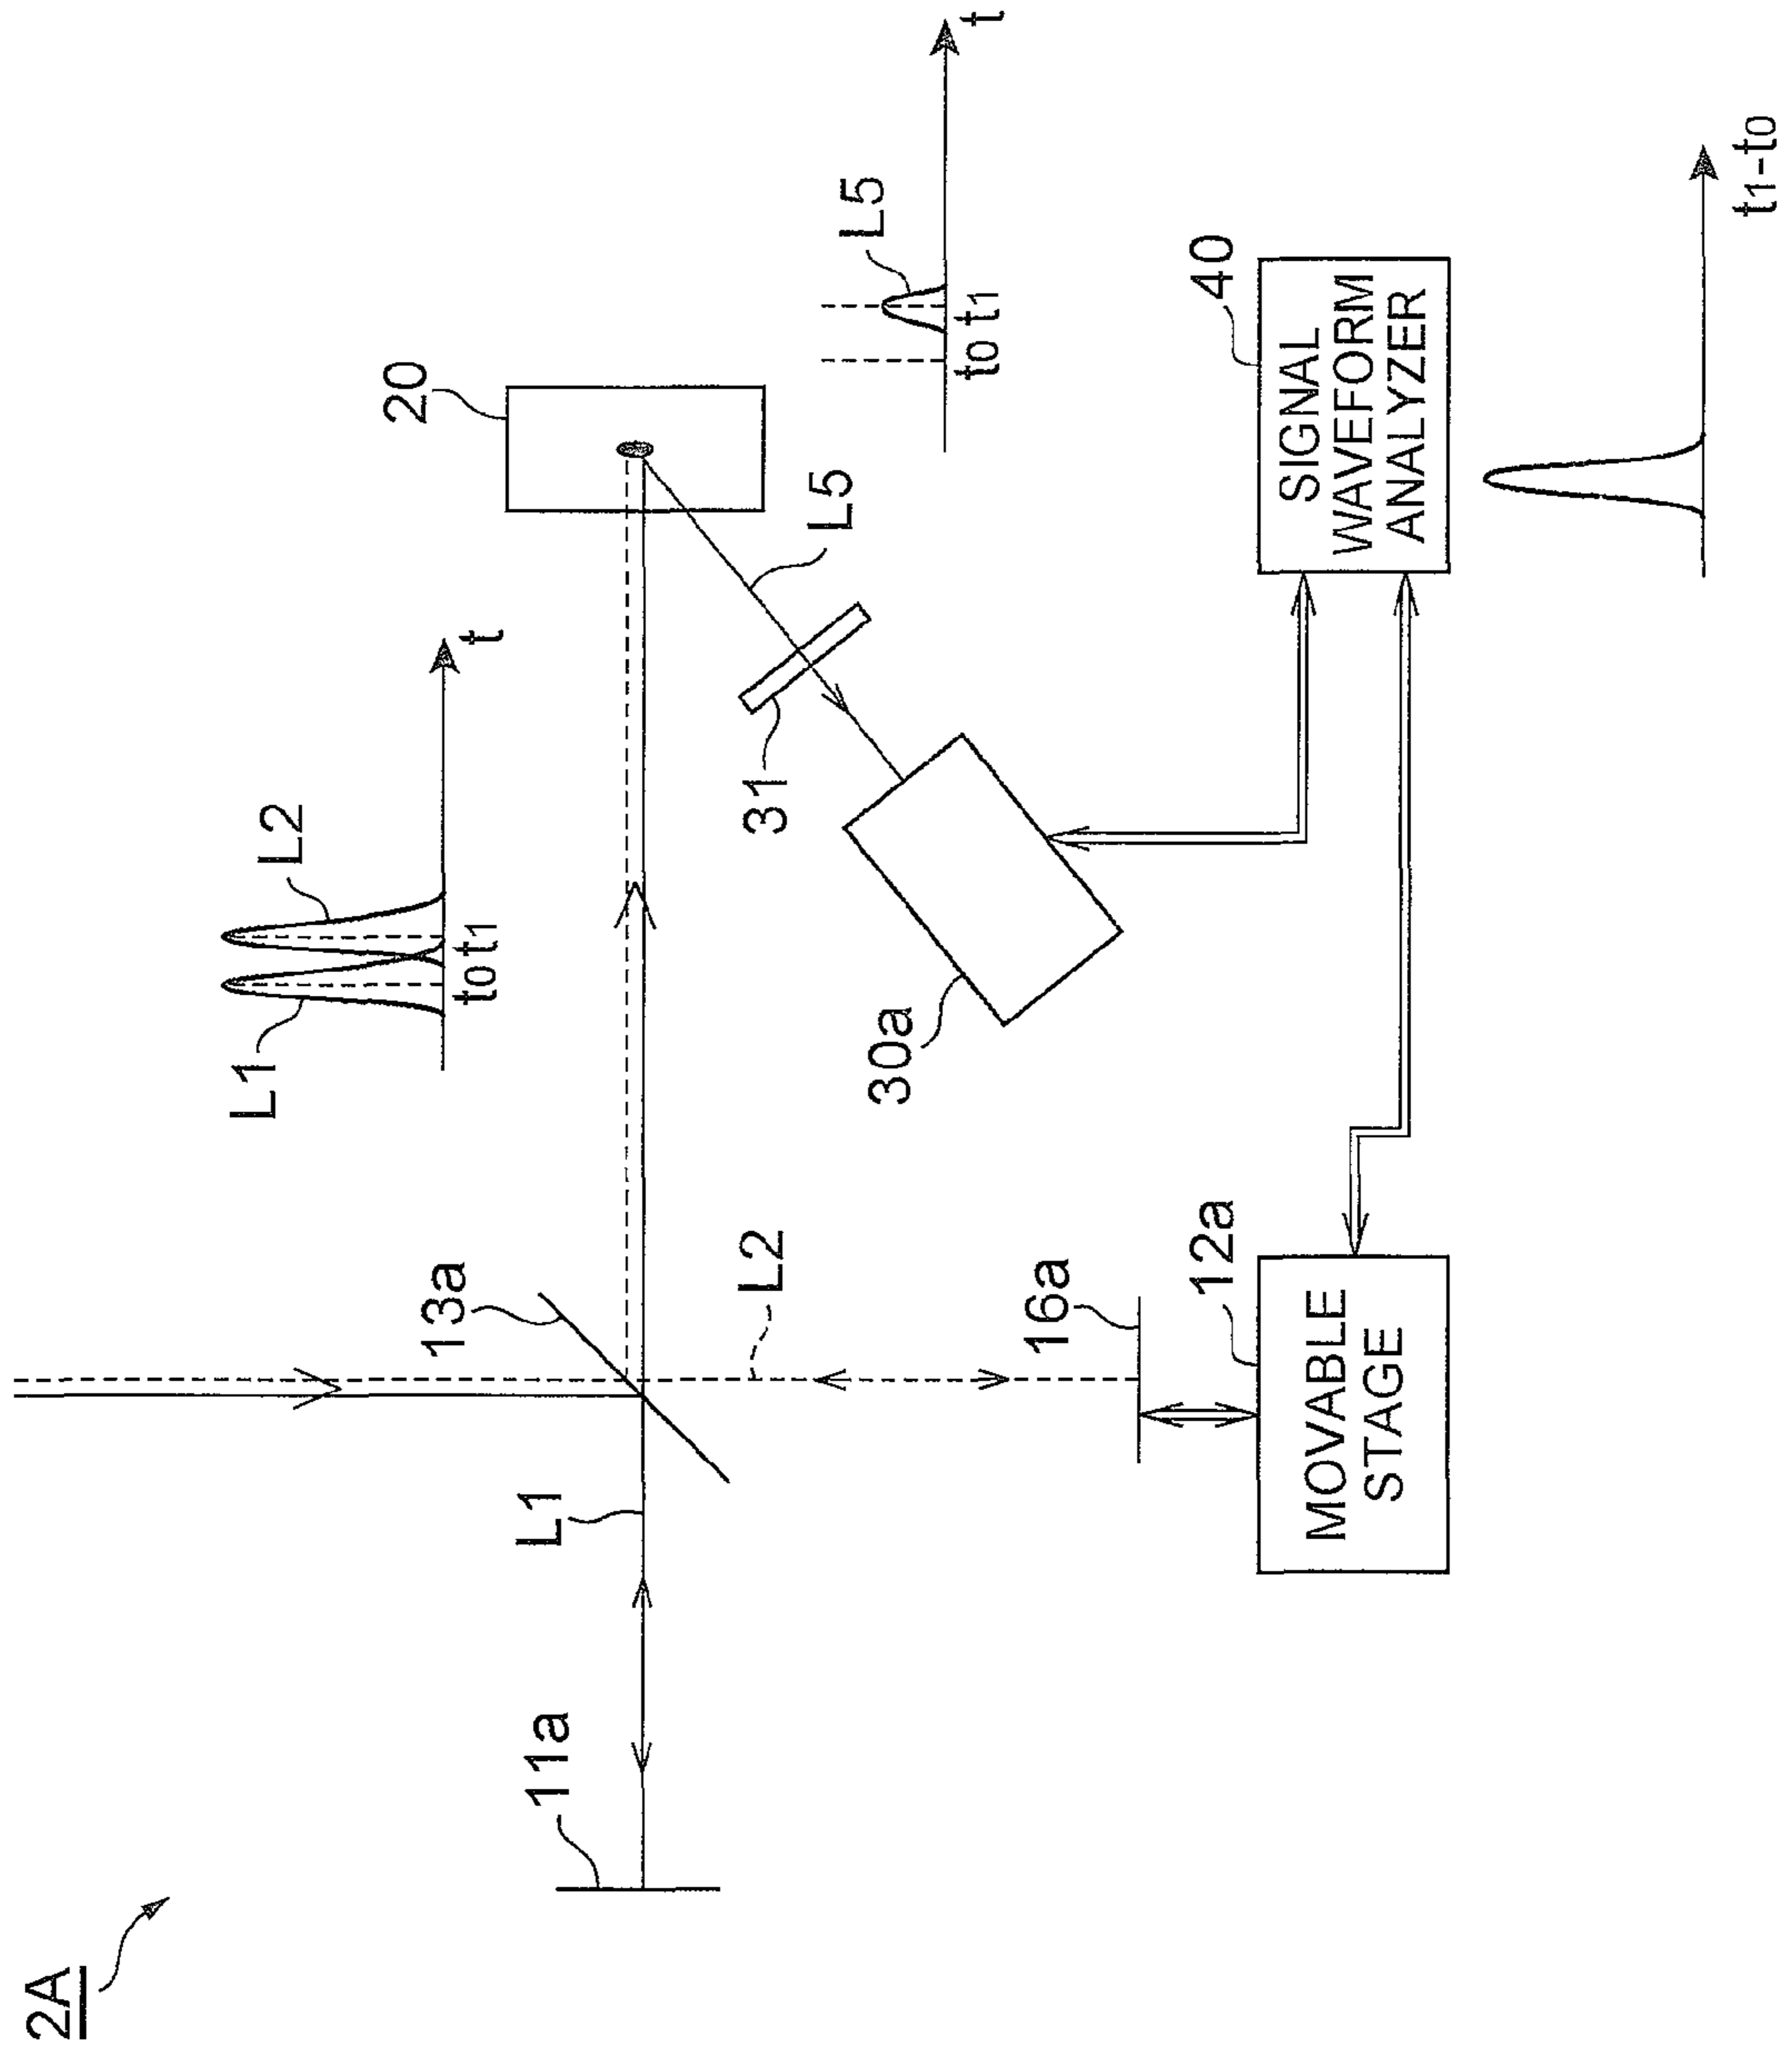 2A
L1
L2
t0 t1
t
20
13a
11a
L1
L2
31
L5
L5
t0 t1
t
30a
16a
12a
40
MOVABLE
STAGE
SIGNAL
WAVEFORM
ANALYZER
t1-t0